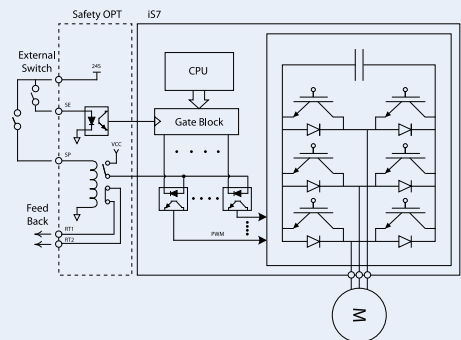 Safety OPT
iS7
External
Switch
24S
CPU
SE
Gate Block
VCC
SP
Feed
Back
RT1
RT2
PWM
M